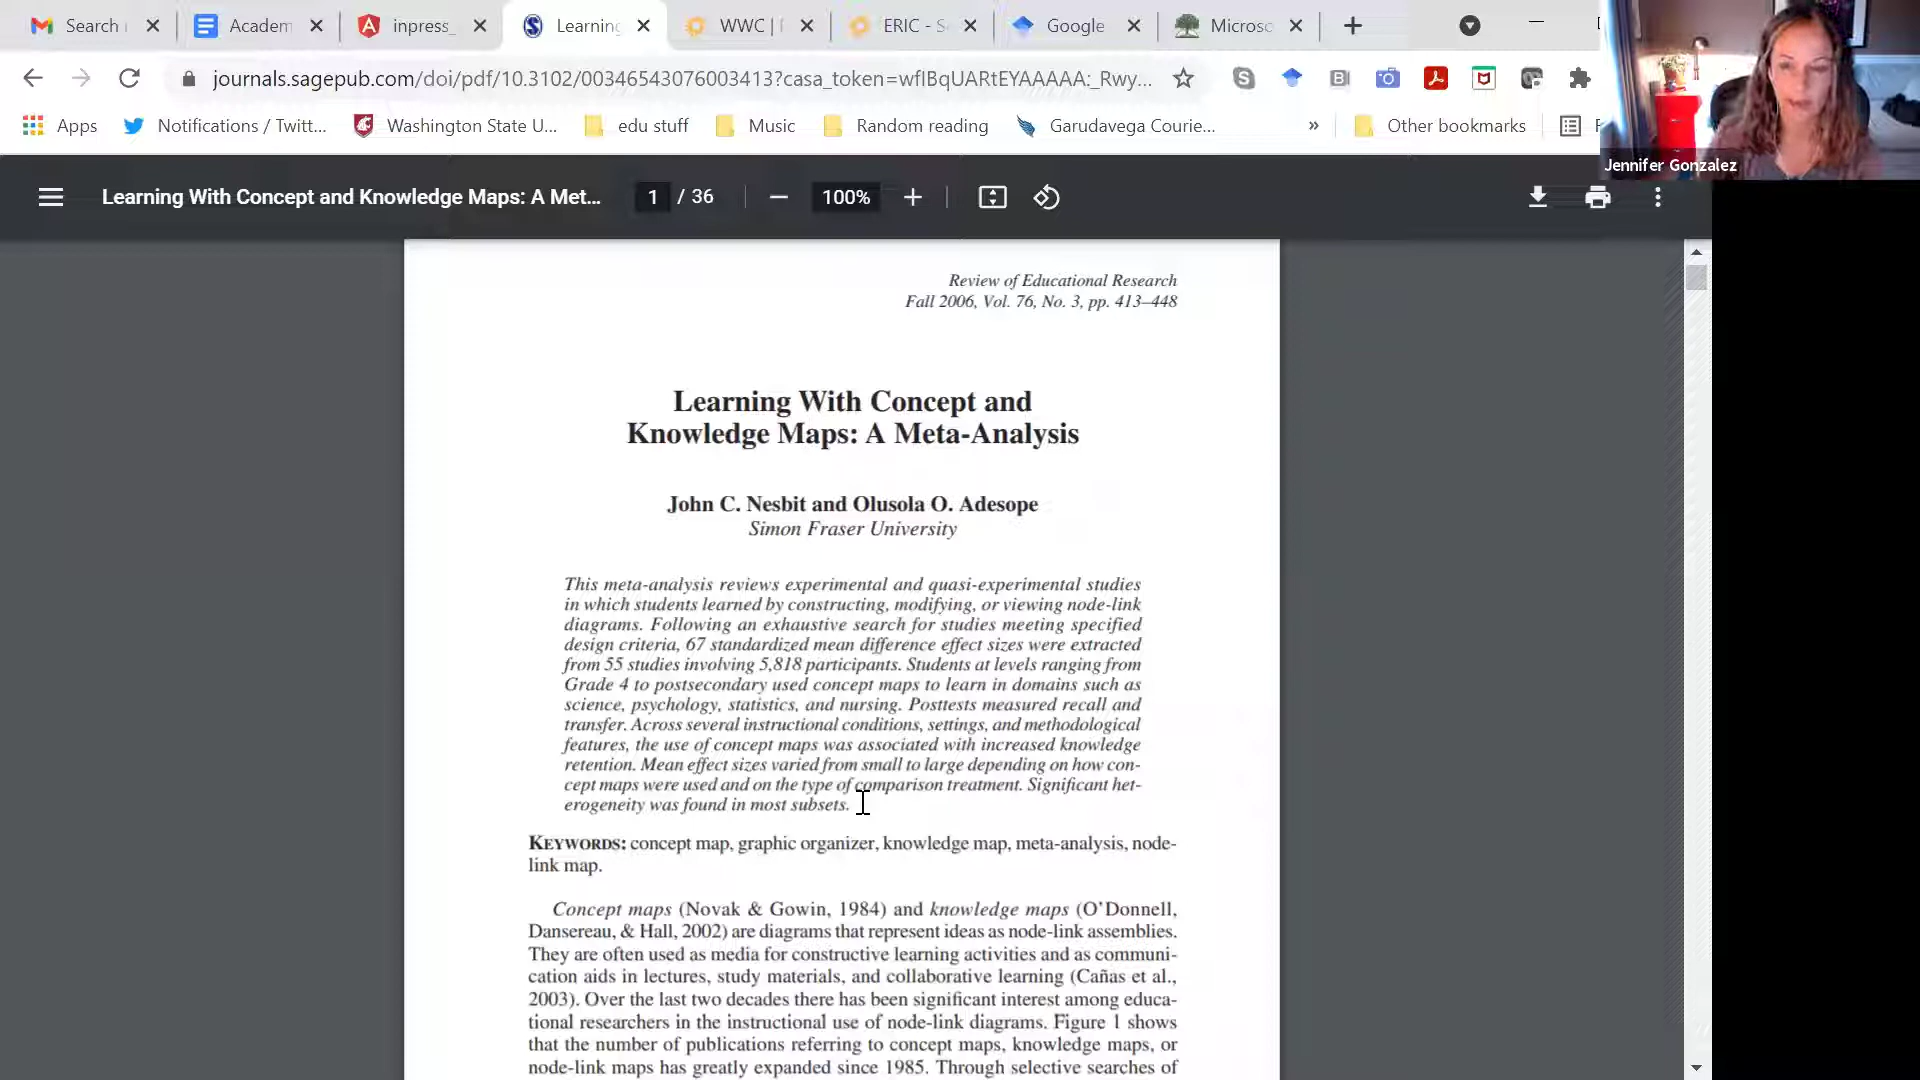 Search
Academ
inpress_
Learning
WWC |
ERIC - S
Google
Microsc
journals.sagepub.com/doi/pdf/10.3102/00346543076003413?casa_token=wfIBqUARtEYAAAAA:_Rwy...
Apps
Notifications / Twitt...
Washington State U...
edu stuff
Music
Random reading
Garudavega Courie...
»
Other bookmarks
Jennifer Gonzalez
Learning With Concept and Knowledge Maps: A Met...
1 / 36
100%
Review of Educational Research
Fall 2006, Vol. 76, No. 3, pp. 413–448
Learning With Concept and
Knowledge Maps: A Meta-Analysis
John C. Nesbit and Olusola O. Adesope
Simon Fraser University
This meta-analysis reviews experimental and quasi-experimental studies
in which students learned by constructing, modifying, or viewing node-link
diagrams. Following an exhaustive search for studies meeting specified
design criteria, 67 standardized mean difference effect sizes were extracted
from 55 studies involving 5,818 participants. Students at levels ranging from
Grade 4 to postsecondary used concept maps to learn in domains such as
science, psychology, statistics, and nursing. Posttests measured recall and
transfer. Across several instructional conditions, settings, and methodological
features, the use of concept maps was associated with increased knowledge
retention. Mean effect sizes varied from small to large depending on how con-
cept maps were used and on the type of comparison treatment. Significant het-
erogeneity was found in most subsets.
KEYWORDS: concept map, graphic organizer, knowledge map, meta-analysis, node-
link map.
Concept maps (Novak & Gowin, 1984) and knowledge maps (O'Donnell,
Dansereau, & Hall, 2002) are diagrams that represent ideas as node-link assemblies.
They are often used as media for constructive learning activities and as communi-
cation aids in lectures, study materials, and collaborative learning (Cañas et al.,
2003). Over the last two decades there has been significant interest among educa-
tional researchers in the instructional use of node-link diagrams. Figure 1 shows
that the number of publications referring to concept maps, knowledge maps, or
node-link maps has greatly expanded since 1985. Through selective searches of